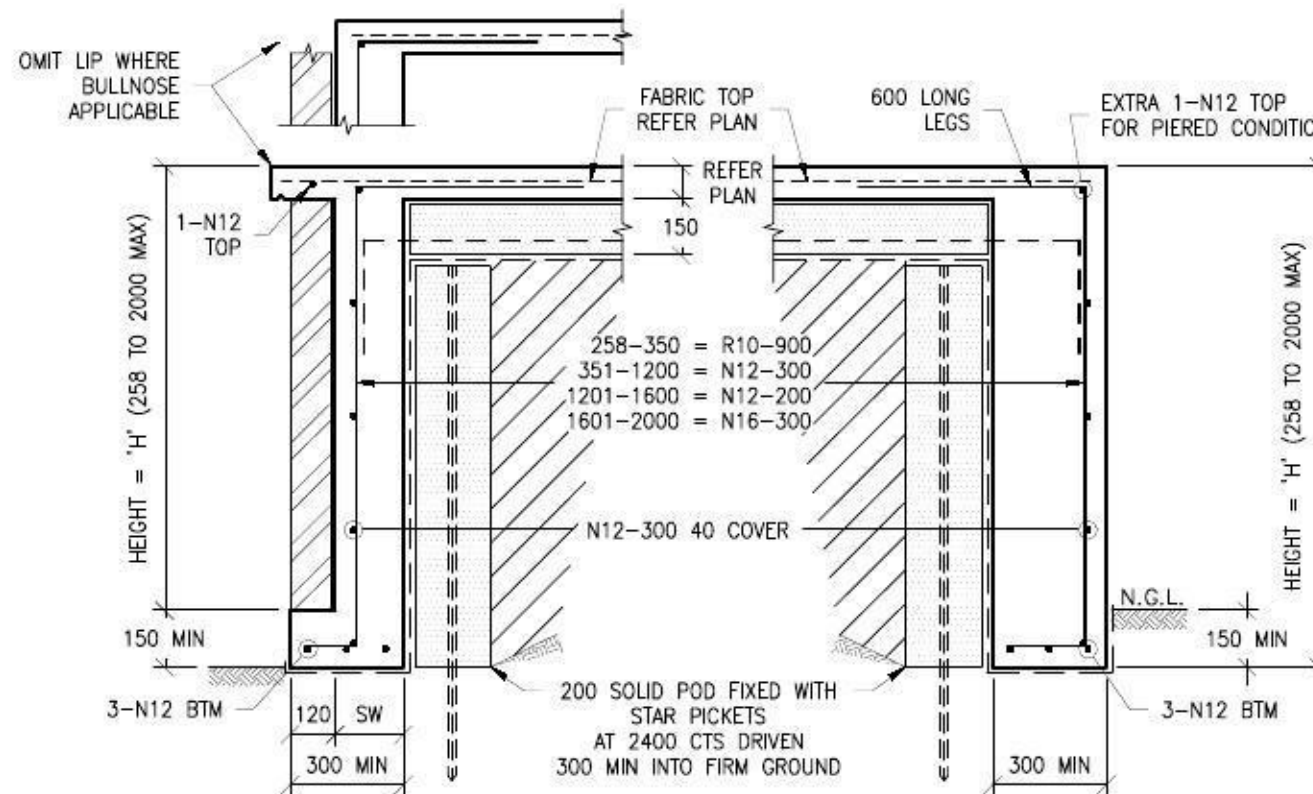 OMIT LIP WHERE
BULLNOSE
APPLICABLE
FABRIC TOP
REFER PLAN
600 LONG
LEGS
EXTRA 1-N12 TOP
FOR PIERED CONDITIO
REFER
PLAN
150
1-N12
TOP
HEIGHT = 'H' (258 TO 2000 MAX)
258-350 = R10-900
351-1200 = N12-300
1201-1600 = N12-200
1601-2000 = N16-300
HEIGHT = 'H' (258 TO 2000 MAX)
N12-300 40 COVER
N.G.L.
150 MIN
150 MIN
3-N12 BTM
200 SOLID POD FIXED WITH
STAR PICKETS
AT 2400 CTS DRIVEN
300 MIN INTO FIRM GROUND
3-N12 BTM
120 SW
300 MIN
300 MIN